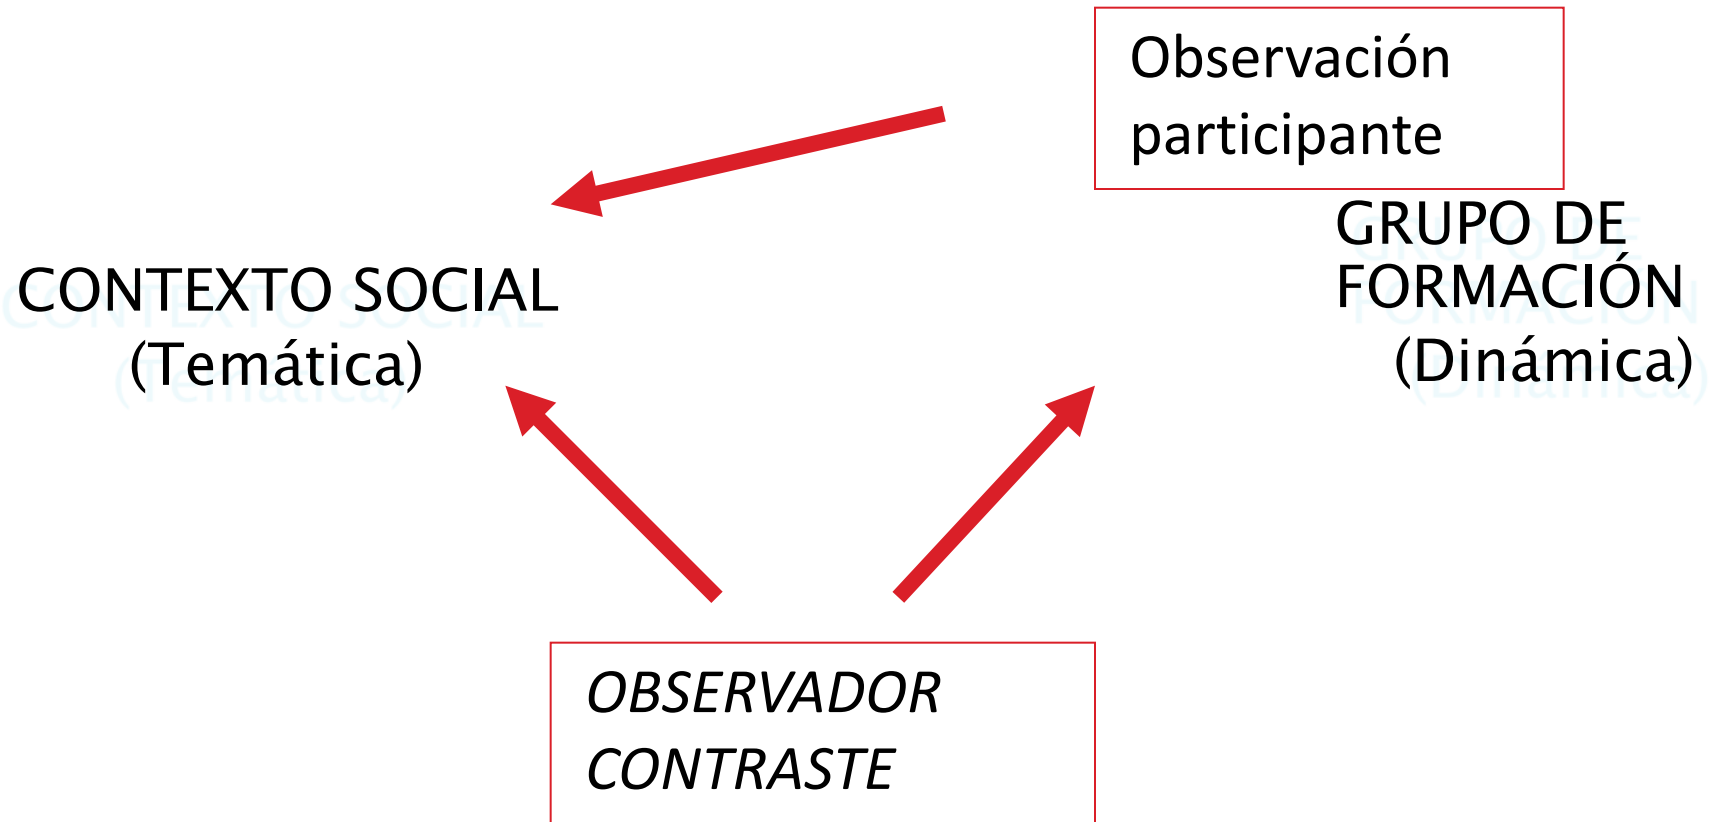 Observación
participante
GRUPO DE
FORMACIÓN
(Dinámica)
CONTEXTO SOCIAL
(Temática)
OBSERVADOR
CONTRASTE